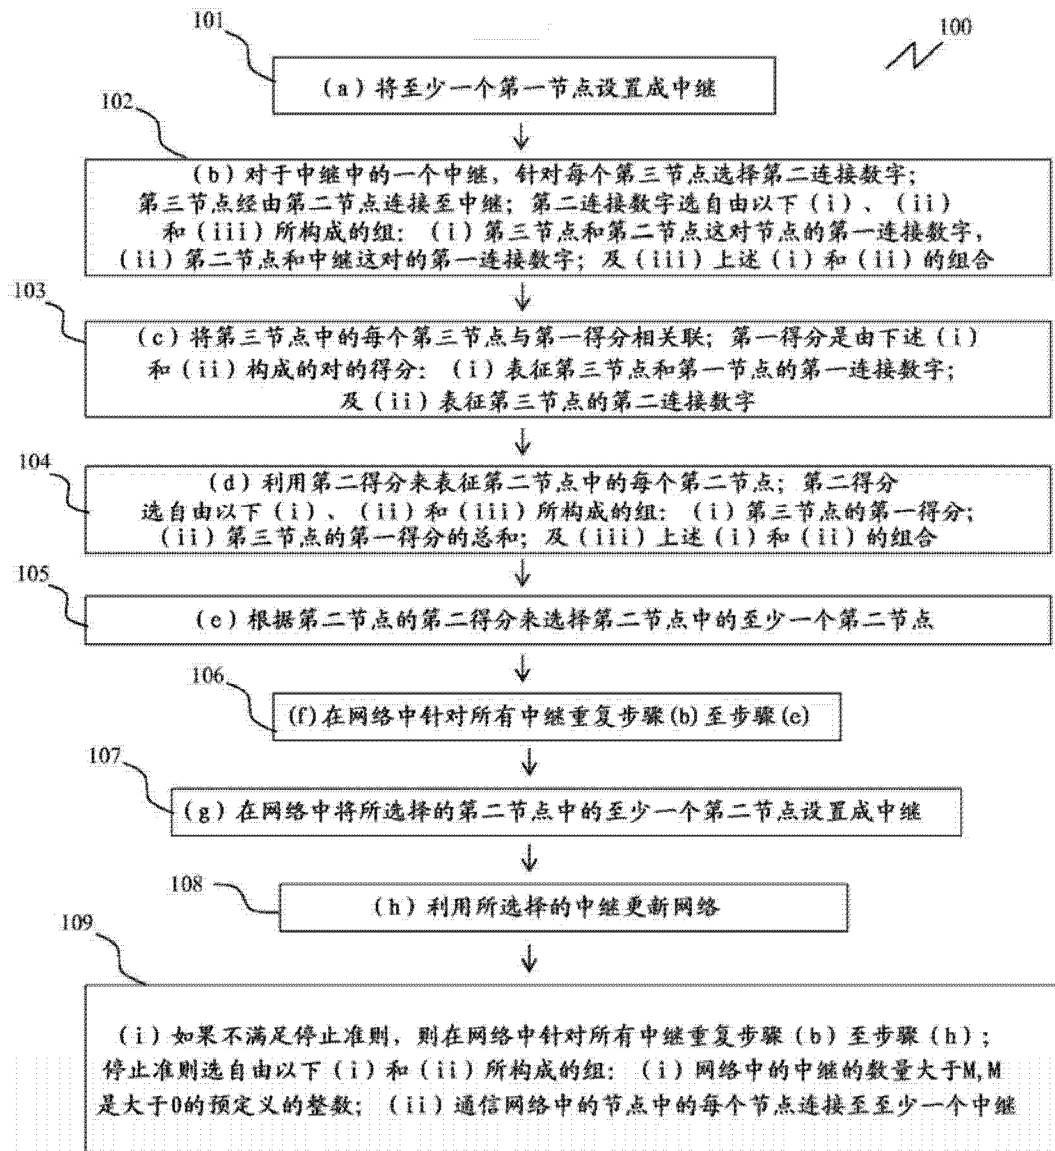 101
100
(a)将至少一个第一节点设置成中继
102
(b)对于中继中的一个中继，针对每个第三节点选择第二连接数字；
第三节点经由第二节点连接至中继；第二连接数字选自由以下(i)、(ii)
和(iii)所构成的组：(i)第三节点和第二节点这对节点的第一连接数字，
(ii)第二节点和中继这对的第一连接数字；及(iii)上述(i)和(ii)的组合
103
(c)将第三节点中的每个第三节点与第一得分相关联；第一得分是由下述(i)
和(ii)构成的对的得分：(i)表征第三节点和第一节点的第一连接数字；
及(ii)表征第三节点的第二连接数字
104
(d)利用第二得分来表征第二节点中的每个第二节点；第二得分
选自由以下(i)、(ii)和(iii)所构成的组：(i)第三节点的第一得分；
(ii)第三节点的第一得分的总和；及(iii)上述(i)和(ii)的组合
105
(e)根据第二节点的第二得分来选择第二节点中的至少一个第二节点
106
(f)在网络中针对所有中继重复步骤(b)至步骤(e)
107
(g)在网络中将所选择的第二节点中的至少一个第二节点设置成中继
108
(h)利用所选择的中继更新网络
109
(i)如果不满足停止准则，则在网络中针对所有中继重复步骤(b)至步骤(h)；
停止准则选自由以下(i)和(ii)所构成的组：(i)网络中的中继的数量大于M,M
是大于0的预定义的整数；(ii)通信网络中的节点中的每个节点连接至至少一个中继